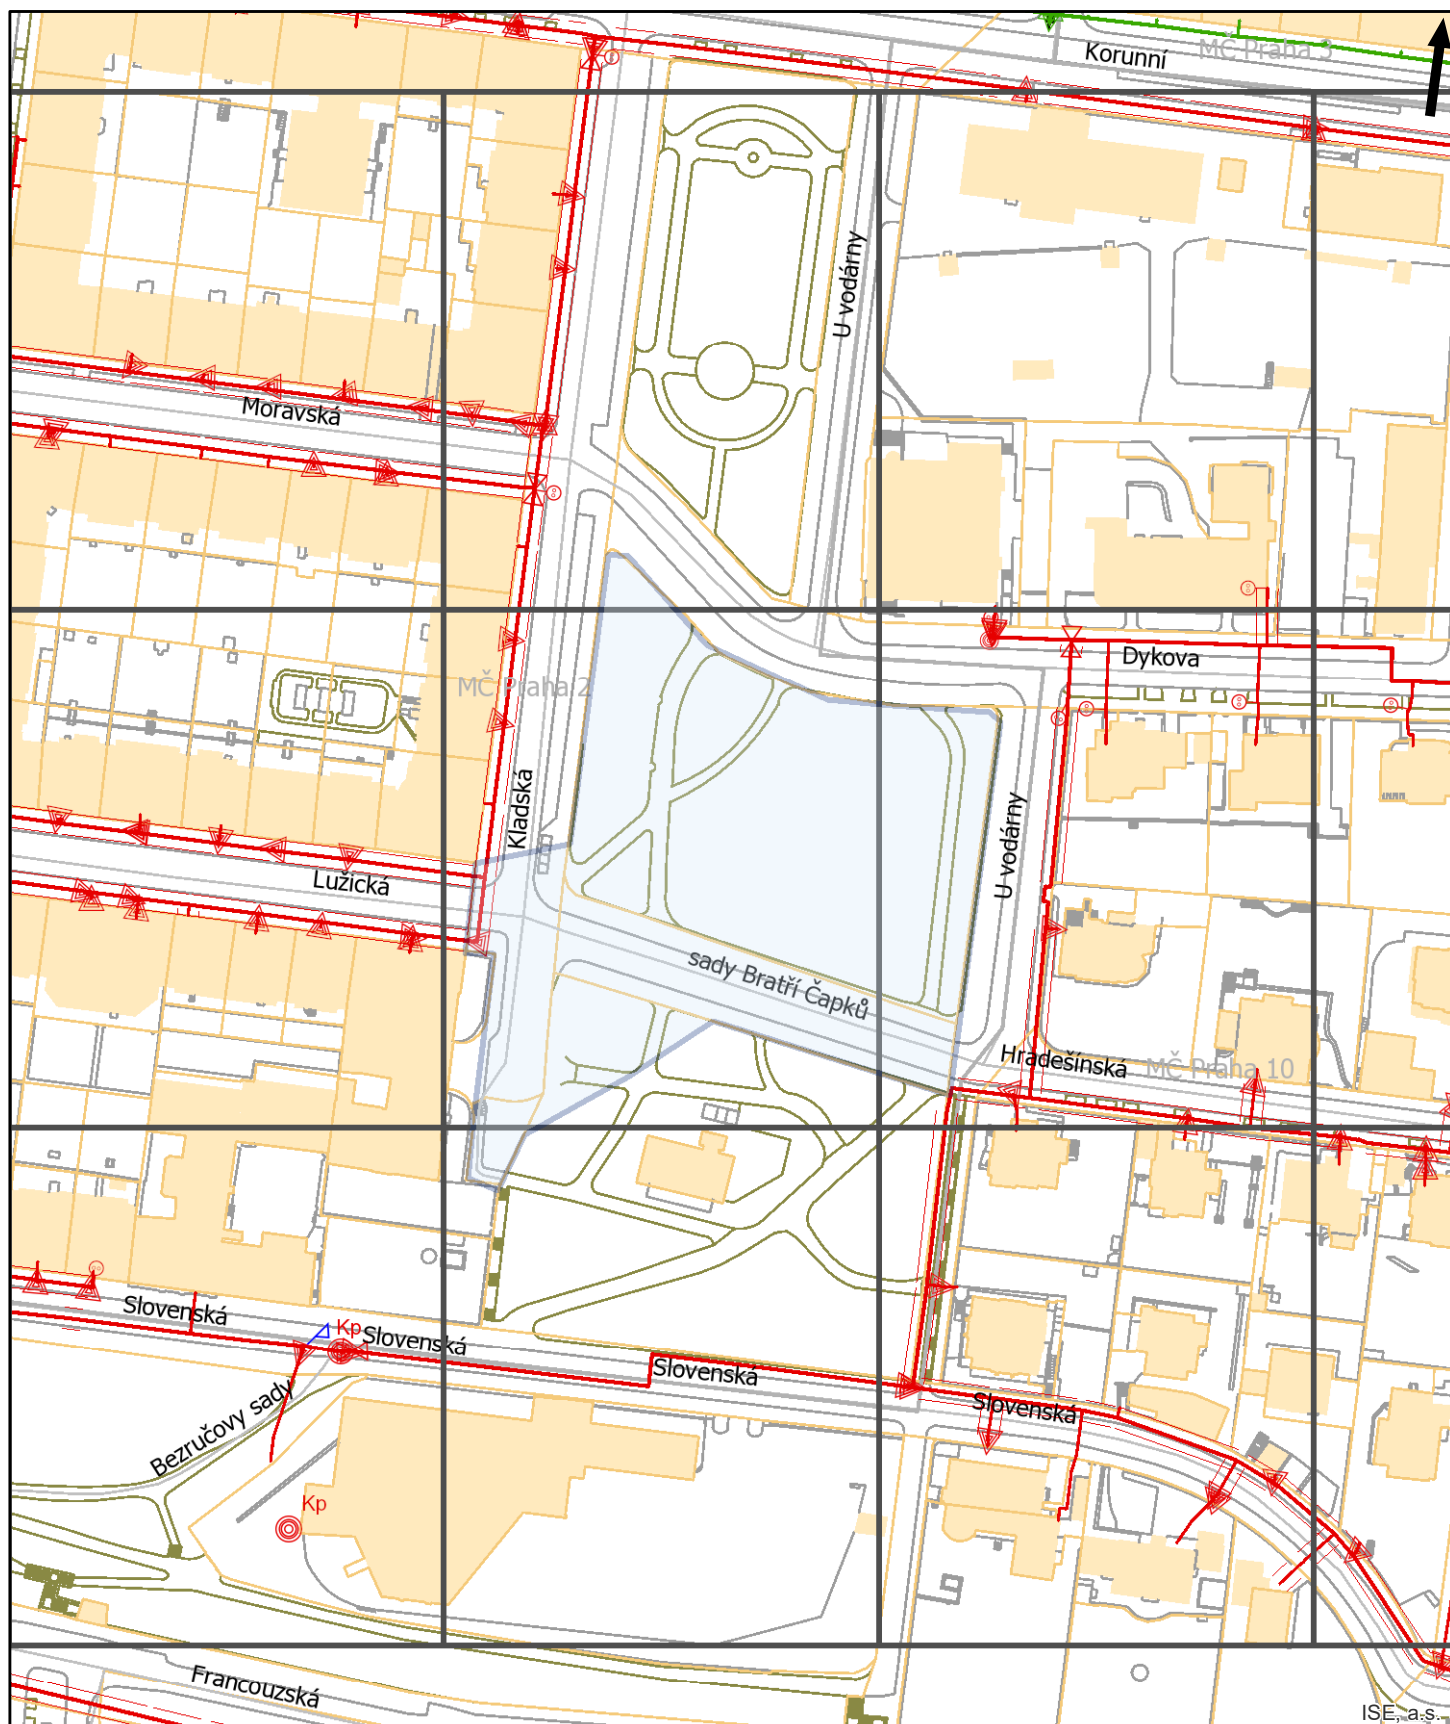 Korunní
MČ Praha 3
U vodárny
Moravská
Dykova
MČ Praha 2
Kladská
U vodárny
Lužická
sady Bratří Čapků
Hradešínská
MČ Praha 10
Slovenská
Kp
Slovenská
Slovenská
Slovenská
Bezručovy sady
Kp
Francouzská
ISE, a.s.